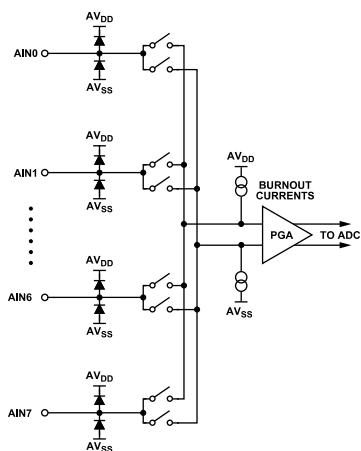 AVDD
AIN0
AVSS
AVDD
AIN1
AVSS
AVDD
BURNOUT
CURRENTS
PGA
TO ADC
AVSS
AVDD
AIN6
AVSS
AVDD
AIN7
AVSS